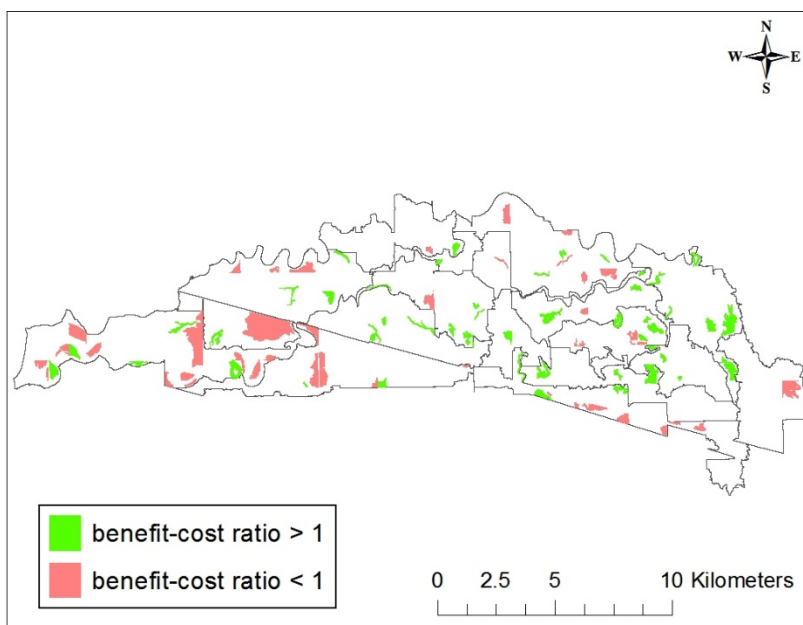 N
W E
S
benefit-cost ratio > 1
benefit-cost ratio < 1
0 2.5 5 10 Kilometers